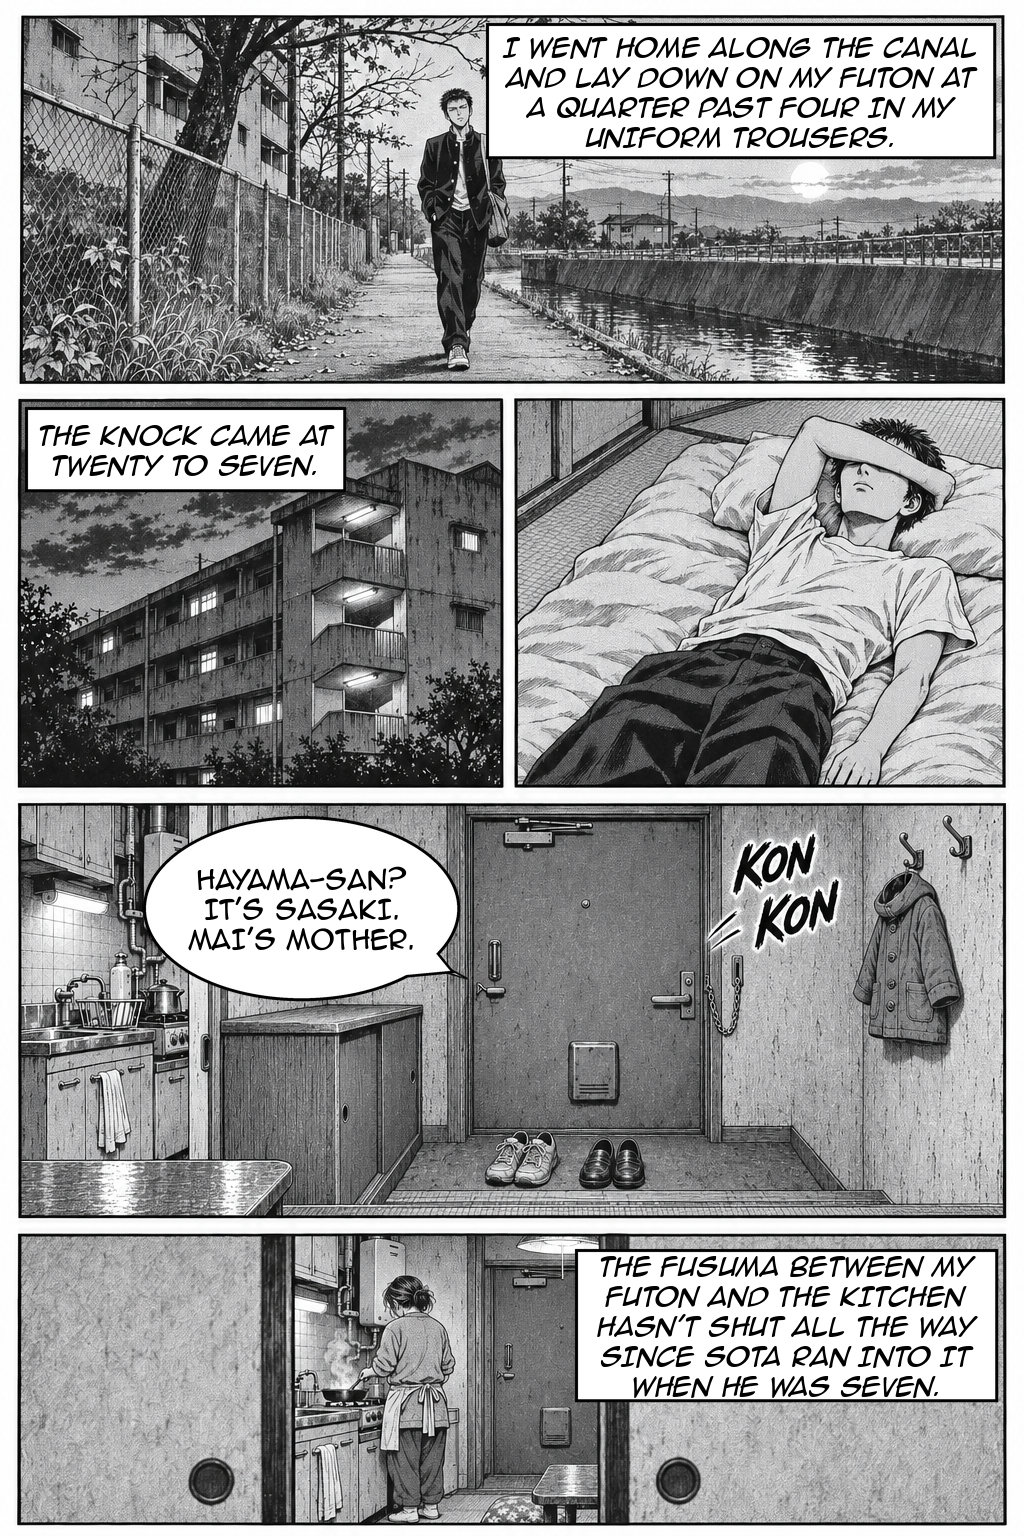 I WENT HOME ALONG THE CANAL
AND LAY DOWN ON MY FUTON AT
A QUARTER PAST FOUR IN MY
UNIFORM TROUSERS.
THE KNOCK CAME AT
TWENTY TO SEVEN.
HAYAMA-SAN?
IT'S SASAKI.
MAI'S MOTHER.
KON
KON
THE FUSUMA BETWEEN MY
FUTON AND THE KITCHEN
HASN'T SHUT ALL THE WAY
SINCE SOTA RAN INTO IT
WHEN HE WAS SEVEN.